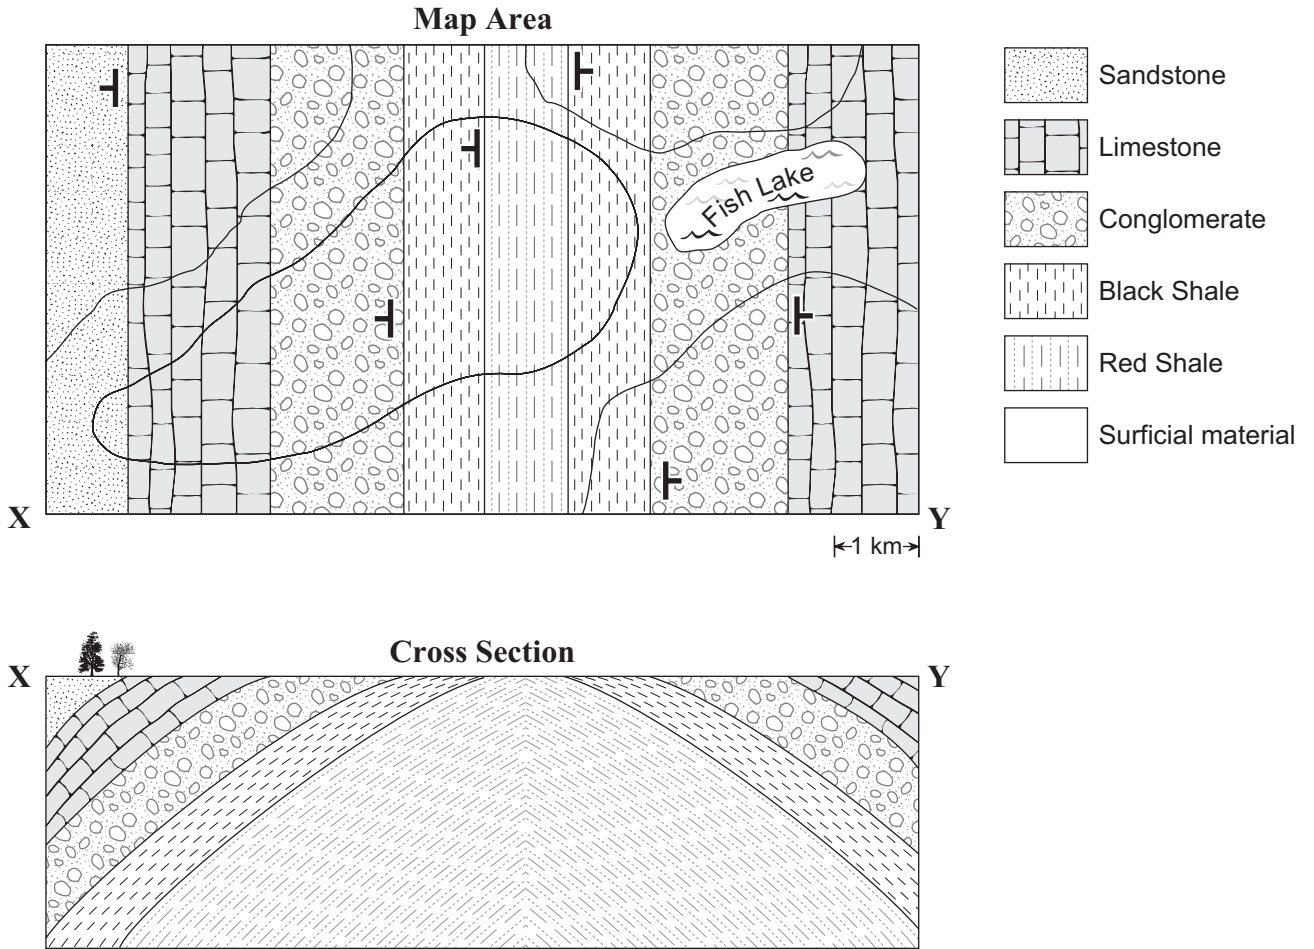 Map Area
Sandstone
Limestone
Conglomerate
Black Shale
Red Shale
Surficial material
Fish Lake
X
Y
1 km
Cross Section
X
Y